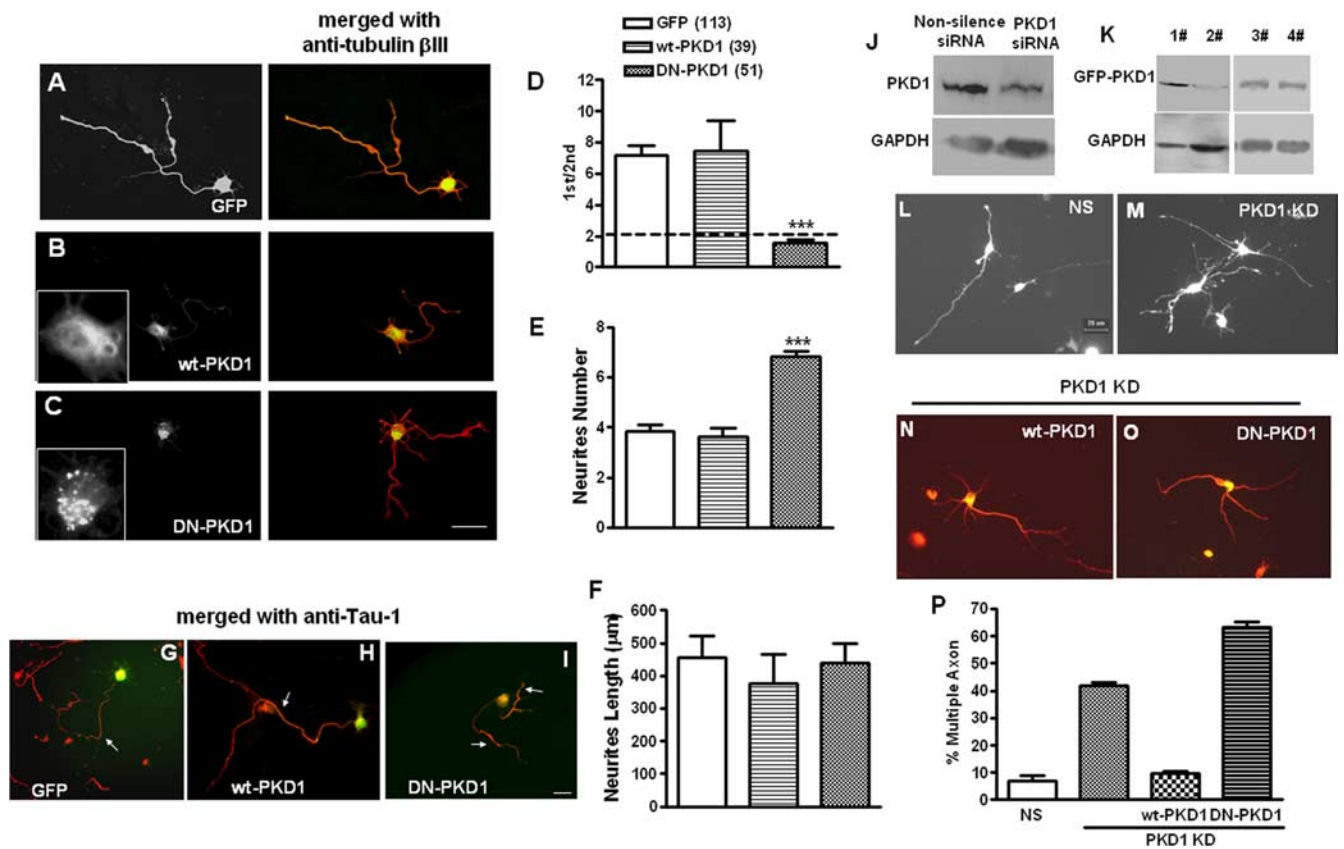 merged with
anti-tubulin βIII
A
GFP
B
wt-PKD1
C
DN-PKD1
GFP (113)
wt-PKD1 (39)
DN-PKD1 (51)
D
12
10
8
6
4
2
0
1st/2nd
***
E
8
6
4
2
0
Neurites Number
***
F
600
500
400
300
200
100
0
Neurites Length (μm)
merged with anti-Tau-1
G
GFP
H
wt-PKD1
I
DN-PKD1
J
Non-silence
siRNA
PKD1
siRNA
PKD1
GAPDH
K
1# 2# 3# 4#
GFP-PKD1
GAPDH
L
NS
M
PKD1 KD
PKD1 KD
N
wt-PKD1
O
DN-PKD1
P
70
60
50
40
30
20
10
0
% Multiple Axon
NS
wt-PKD1 DN-PKD1
PKD1 KD